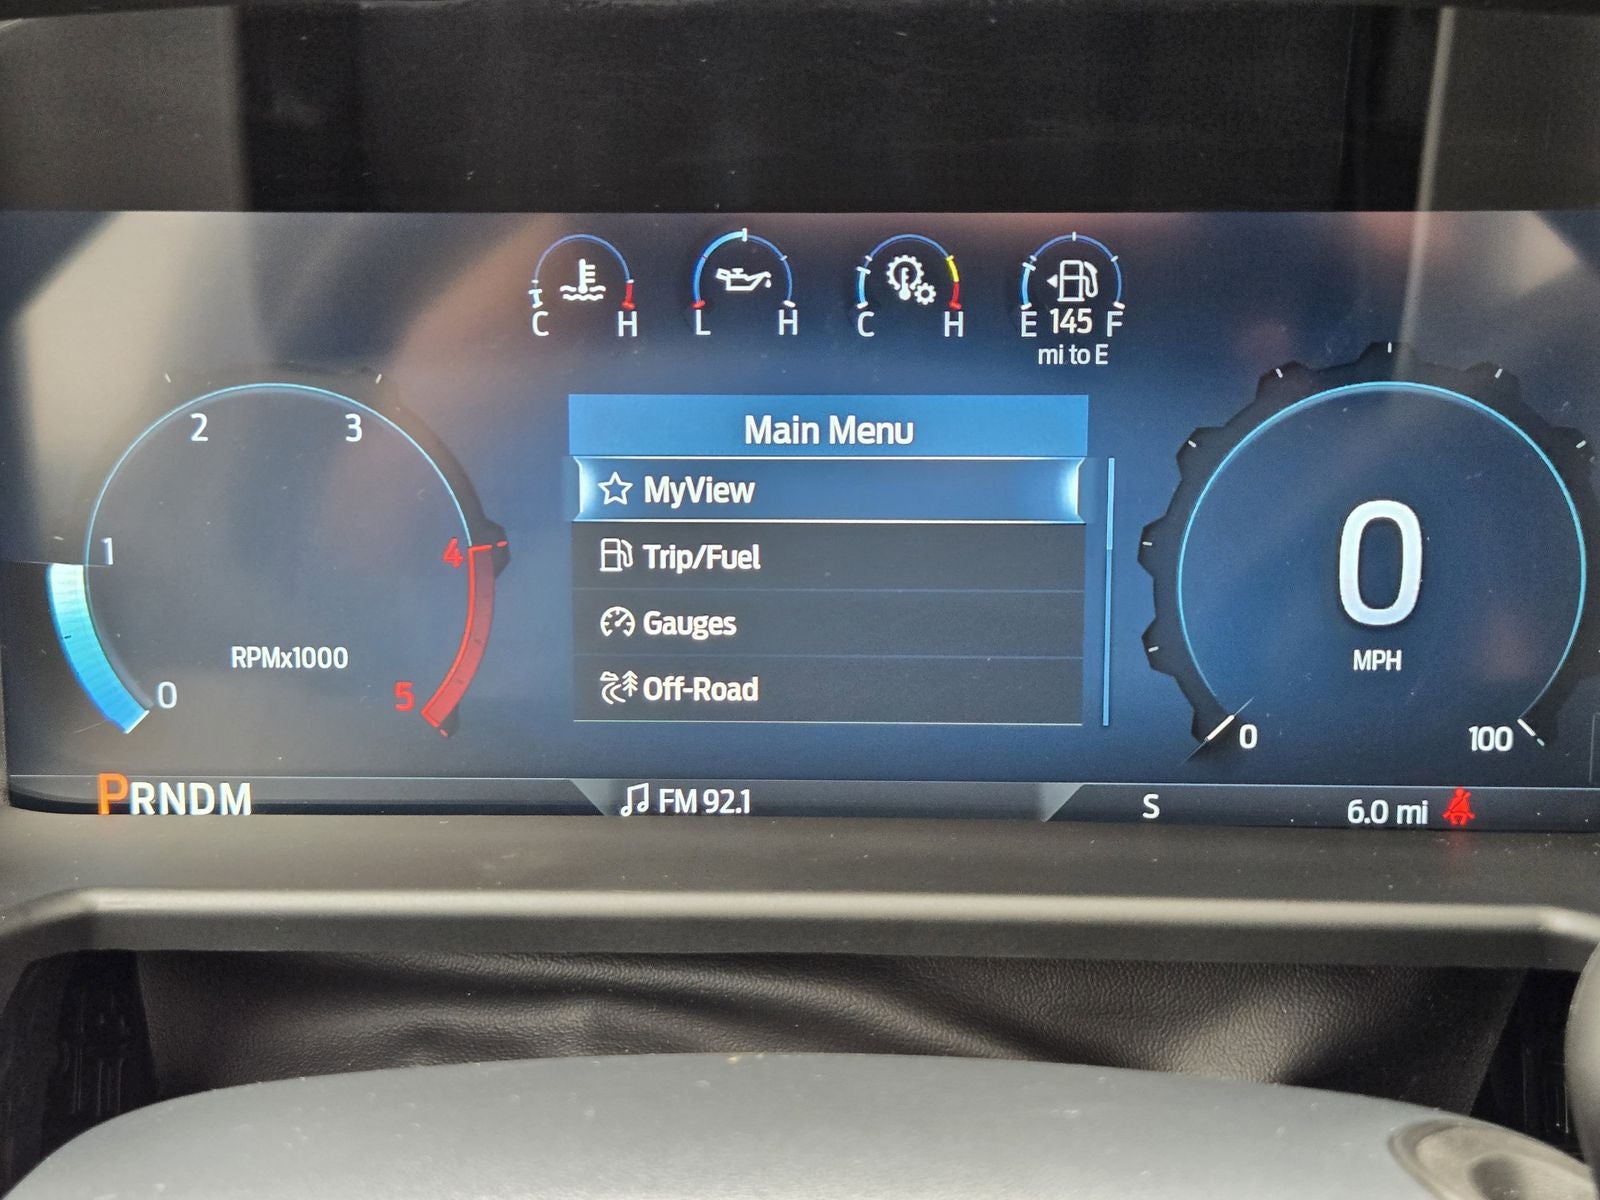 C H
L H
C H
E 145 F
mi to E
2 3
1 4
0 5
RPMx1000
Main Menu
MyView
Trip/Fuel
Gauges
Off-Road
0
MPH
0 100
PRNDM
FM 92.1
S
6.0 mi